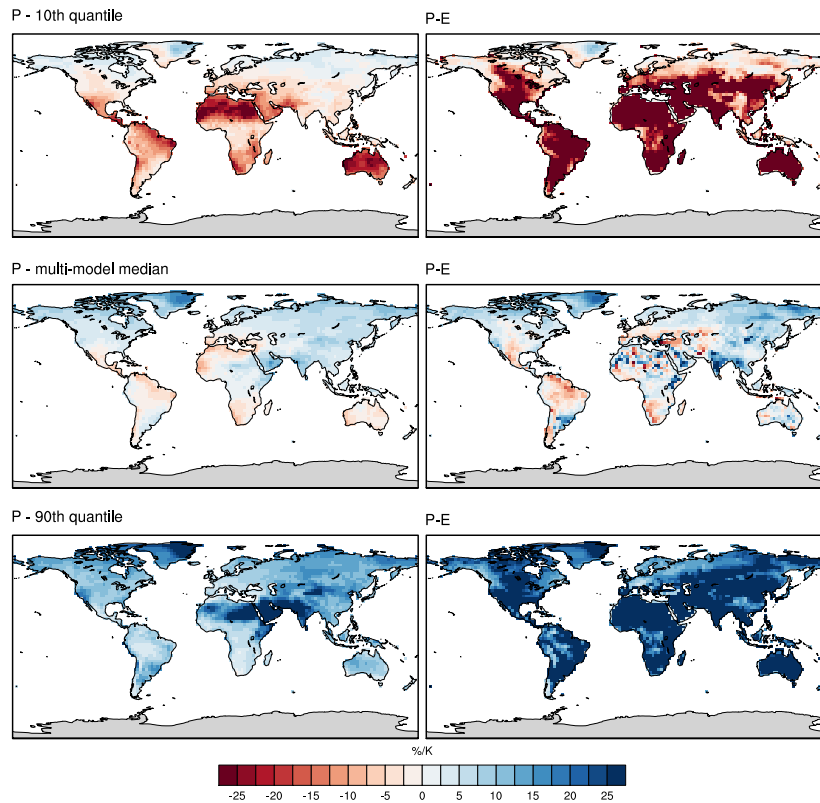 P - 10th quantile
P-E
P - multi-model median
P-E
P - 90th quantile
P-E
%/K
-25 -20 -15 -10 -5 0 5 10 15 20 25